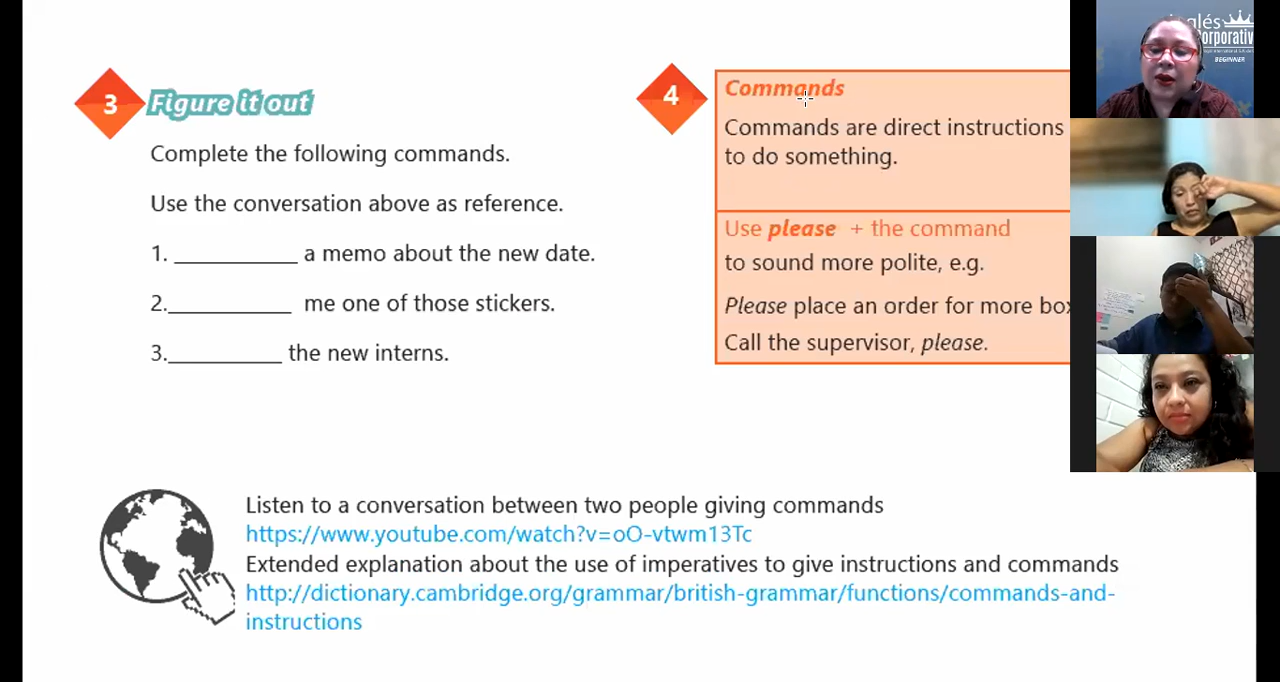 3 Figure it out
Complete the following commands.
Use the conversation above as reference.
1. __________ a memo about the new date.
2.__________ me one of those stickers.
3.__________ the new interns.
4
Commands
Commands are direct instructions
to do something.
Use please + the command
to sound more polite, e.g.
Please place an order for more box
Call the supervisor, please.
Listen to a conversation between two people giving commands
https://www.youtube.com/watch?v=oO-vtwm13Tc
Extended explanation about the use of imperatives to give instructions and commands
http://dictionary.cambridge.org/grammar/british-grammar/functions/commands-and-
instructions
BEGINNER